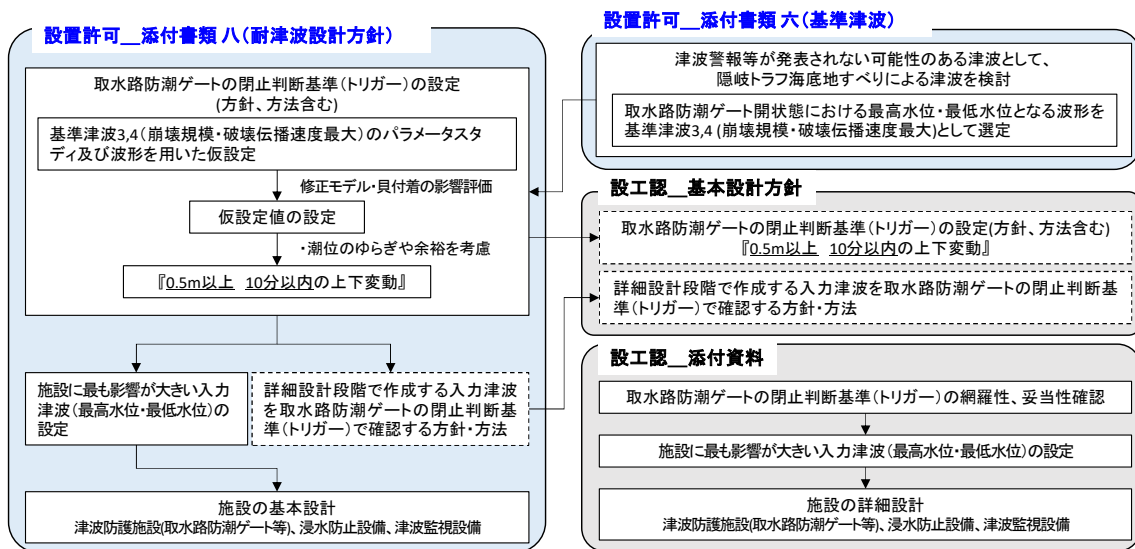 設置許可__添付書類 八(耐津波設計方針)
取水路防潮ゲートの閉止判断基準(トリガー)の設定
(方針、方法含む)
基準津波3,4(崩壊規模・破壊伝播速度最大)のパラメータスタ
ディ及び波形を用いた仮設定
修正モデル・貝付着の影響評価
仮設定値の設定
・潮位のゆらぎや余裕を考慮
『0.5m以上 10分以内の上下変動』
施設に最も影響が大きい入力
津波(最高水位・最低水位)の
設定
詳細設計段階で作成する入力津波
を取水路防潮ゲートの閉止判断基
準(トリガー)で確認する方針・方法
施設の基本設計
津波防護施設(取水路防潮ゲート等)、浸水防止設備、津波監視設備
設置許可__添付書類 六(基準津波)
津波警報等が発表されない可能性のある津波として、
隠岐トラフ海底地すべりによる津波を検討
取水路防潮ゲート開状態における最高水位・最低水位となる波形を
基準津波3,4 (崩壊規模・破壊伝播速度最大)として選定
設工認__基本設計方針
取水路防潮ゲートの閉止判断基準(トリガー)の設定(方針、方法含む)
『0.5m以上 10分以内の上下変動』
詳細設計段階で作成する入力津波を取水路防潮ゲートの閉止判断基
準(トリガー)で確認する方針・方法
設工認__添付資料
取水路防潮ゲートの閉止判断基準(トリガー)の網羅性、妥当性確認
施設に最も影響が大きい入力津波(最高水位・最低水位)の設定
施設の詳細設計
津波防護施設(取水路防潮ゲート等)、浸水防止設備、津波監視設備